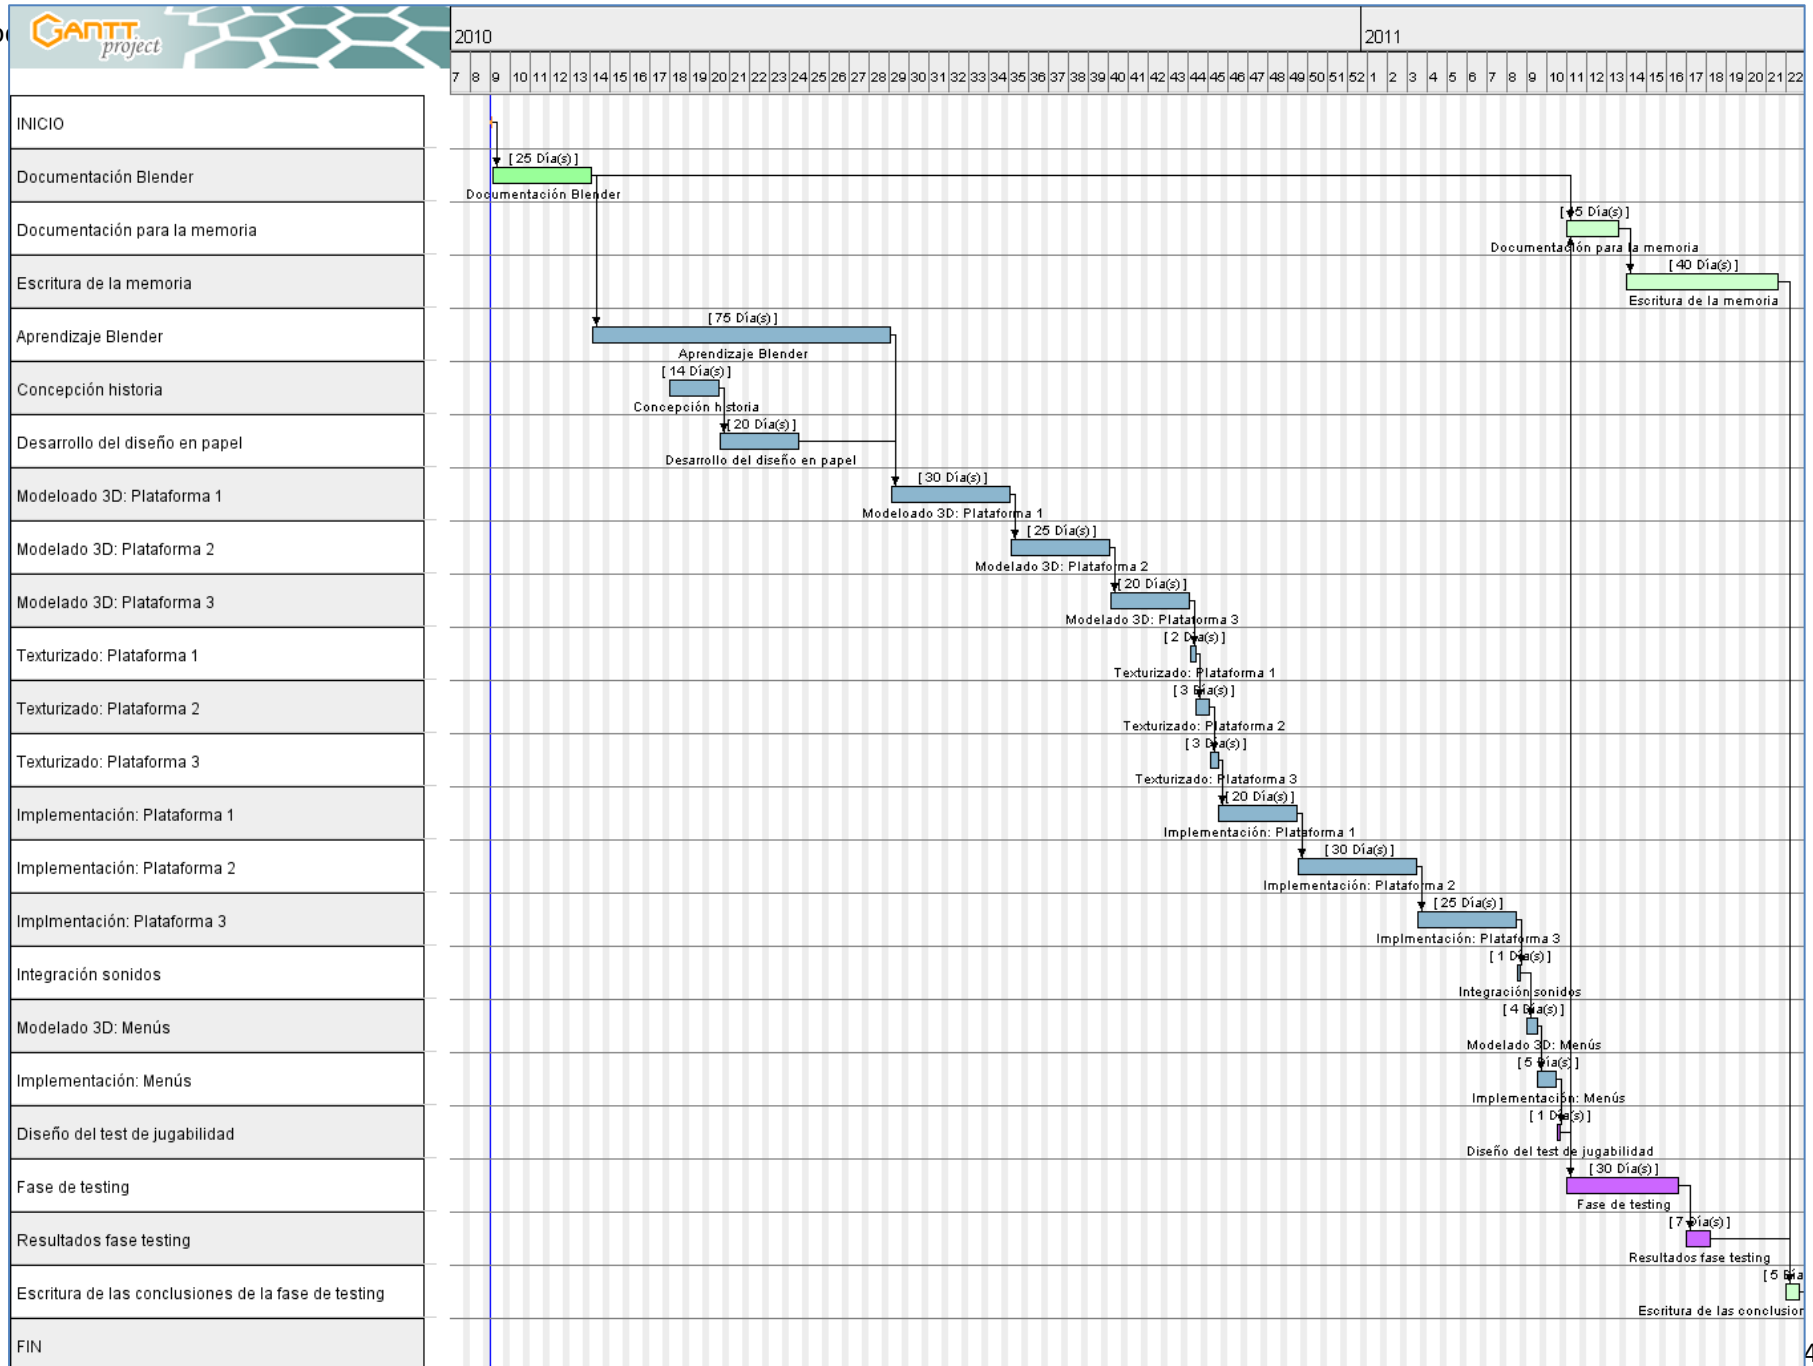 GANTT
project
2010
2011
7 8 9 10 11 12 13 14 15 16 17 18 19 20 21 22 23 24 25 26 27 28 29 30 31 32 33 34 35 36 37 38 39 40 41 42 43 44 45 46 47 48 49 50 51 52 1 2 3 4 5 6 7 8 9 10 11 12 13 14 15 16 17 18 19 20 21 22
INICIO
[ 25 Día(s) ]
Documentación Blender
Documentación Blender
[ 15 Día(s) ]
Documentación para la memoria
Documentación para la memoria
[ 40 Día(s) ]
Escritura de la memoria
Escritura de la memoria
[ 75 Día(s) ]
Aprendizaje Blender
Aprendizaje Blender
[ 14 Día(s) ]
Concepción historia
Concepción historia
[ 20 Día(s) ]
Desarrollo del diseño en papel
Desarrollo del diseño en papel
[ 30 Día(s) ]
Modeloado 3D: Plataforma 1
Modeloado 3D: Plataforma 1
[ 25 Día(s) ]
Modelado 3D: Plataforma 2
Modelado 3D: Plataforma 2
[ 20 Día(s) ]
Modelado 3D: Plataforma 3
Modelado 3D: Plataforma 3
[ 2 Día(s) ]
Texturizado: Plataforma 1
Texturizado: Plataforma 1
[ 3 Día(s) ]
Texturizado: Plataforma 2
Texturizado: Plataforma 2
[ 3 Día(s) ]
Texturizado: Plataforma 3
Texturizado: Plataforma 3
[ 20 Día(s) ]
Implementación: Plataforma 1
Implementación: Plataforma 1
[ 30 Día(s) ]
Implementación: Plataforma 2
Implementación: Plataforma 2
[ 25 Día(s) ]
Implmentación: Plataforma 3
Implmentación: Plataforma 3
[ 1 Día(s) ]
Integración sonidos
Integración sonidos
[ 4 Día(s) ]
Modelado 3D: Menús
Modelado 3D: Menús
[ 5 Día(s) ]
Implementación: Menús
Implementación: Menús
[ 1 Día(s) ]
Diseño del test de jugabilidad
Diseño del test de jugabilidad
[ 30 Día(s) ]
Fase de testing
Fase de testing
[ 7 Día(s) ]
Resultados fase testing
Resultados fase testing
[ 5 Día
Escritura de las conclusiones de la fase de testing
Escritura de las conclusior
FIN
4